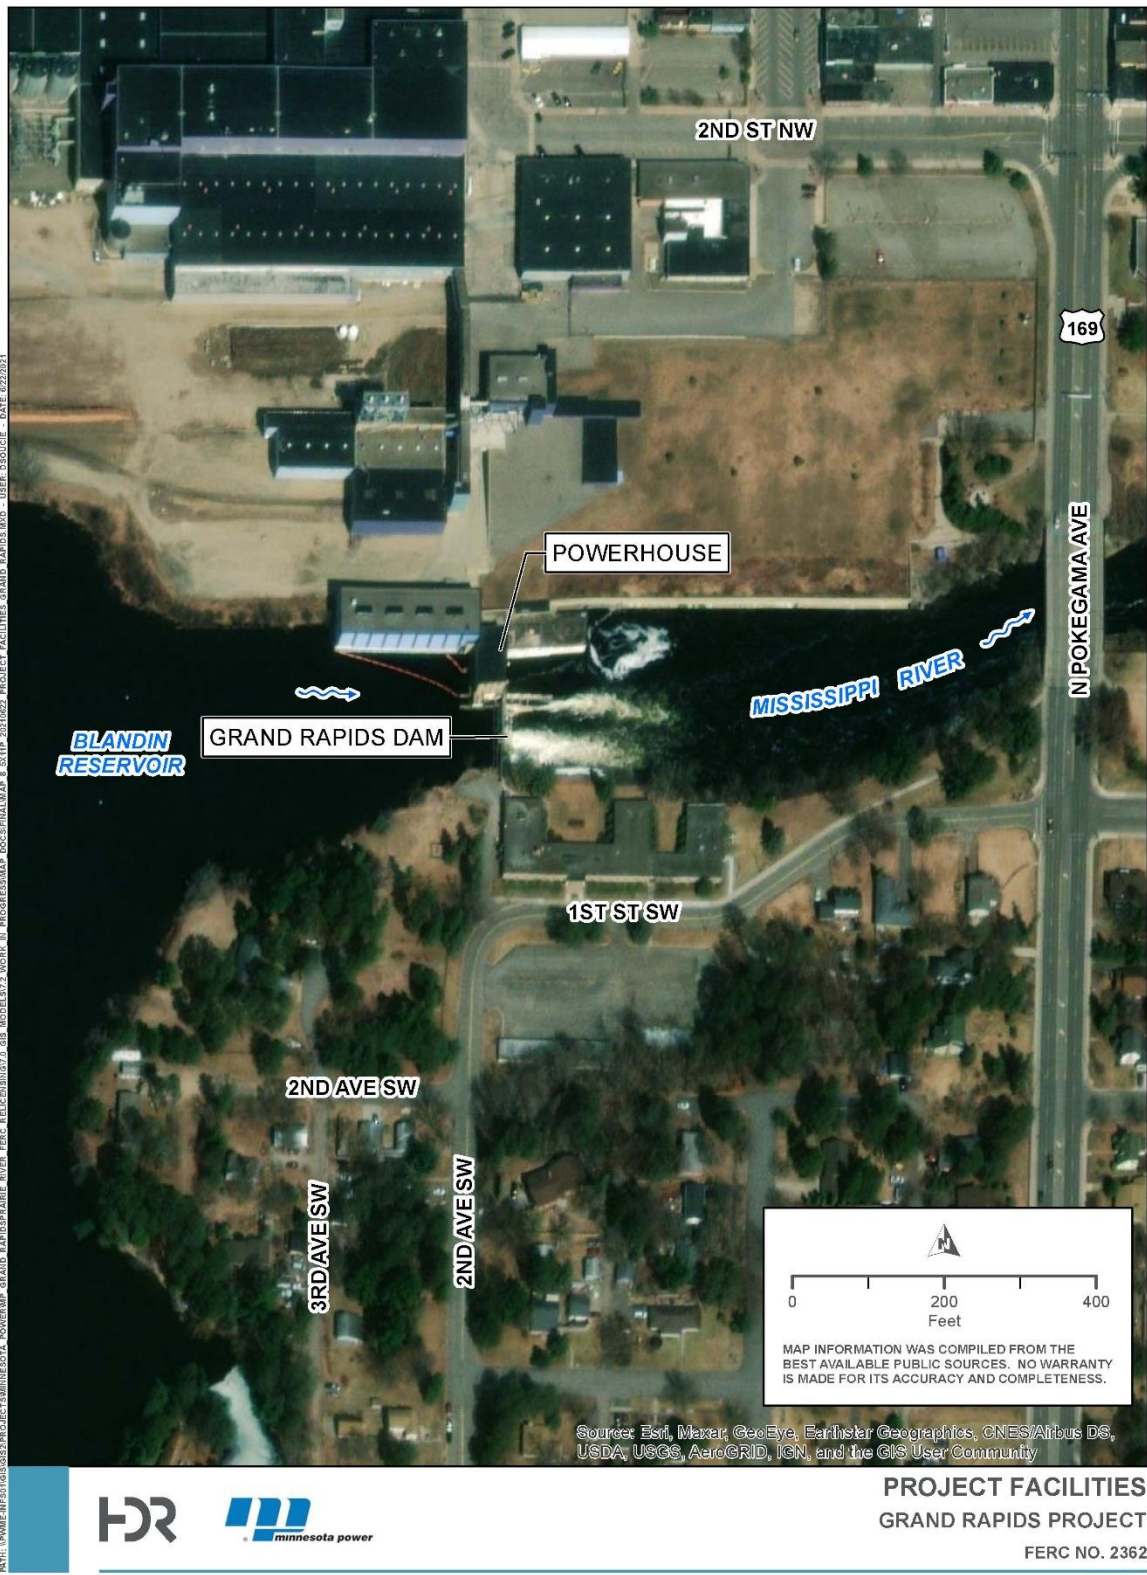 2ND ST NW
169
N POKEGAMA AVE
POWERHOUSE
MISSISSIPPI RIVER
GRAND RAPIDS DAM
BLANDIN
RESERVOIR
1ST ST SW
2ND AVE SW
3RD AVE SW
2ND AVE SW
N
0 200 400
Feet
MAP INFORMATION WAS COMPILED FROM THE
BEST AVAILABLE PUBLIC SOURCES. NO WARRANTY
IS MADE FOR ITS ACCURACY AND COMPLETENESS.
Source: Esri, Maxar, GeoEye, Earthstar Geographics, CNES/Airbus DS,
USDA, USGS, AeroGRID, IGN, and the GIS User Community
HDR
minnesota power
PROJECT FACILITIES
GRAND RAPIDS PROJECT
FERC NO. 2362